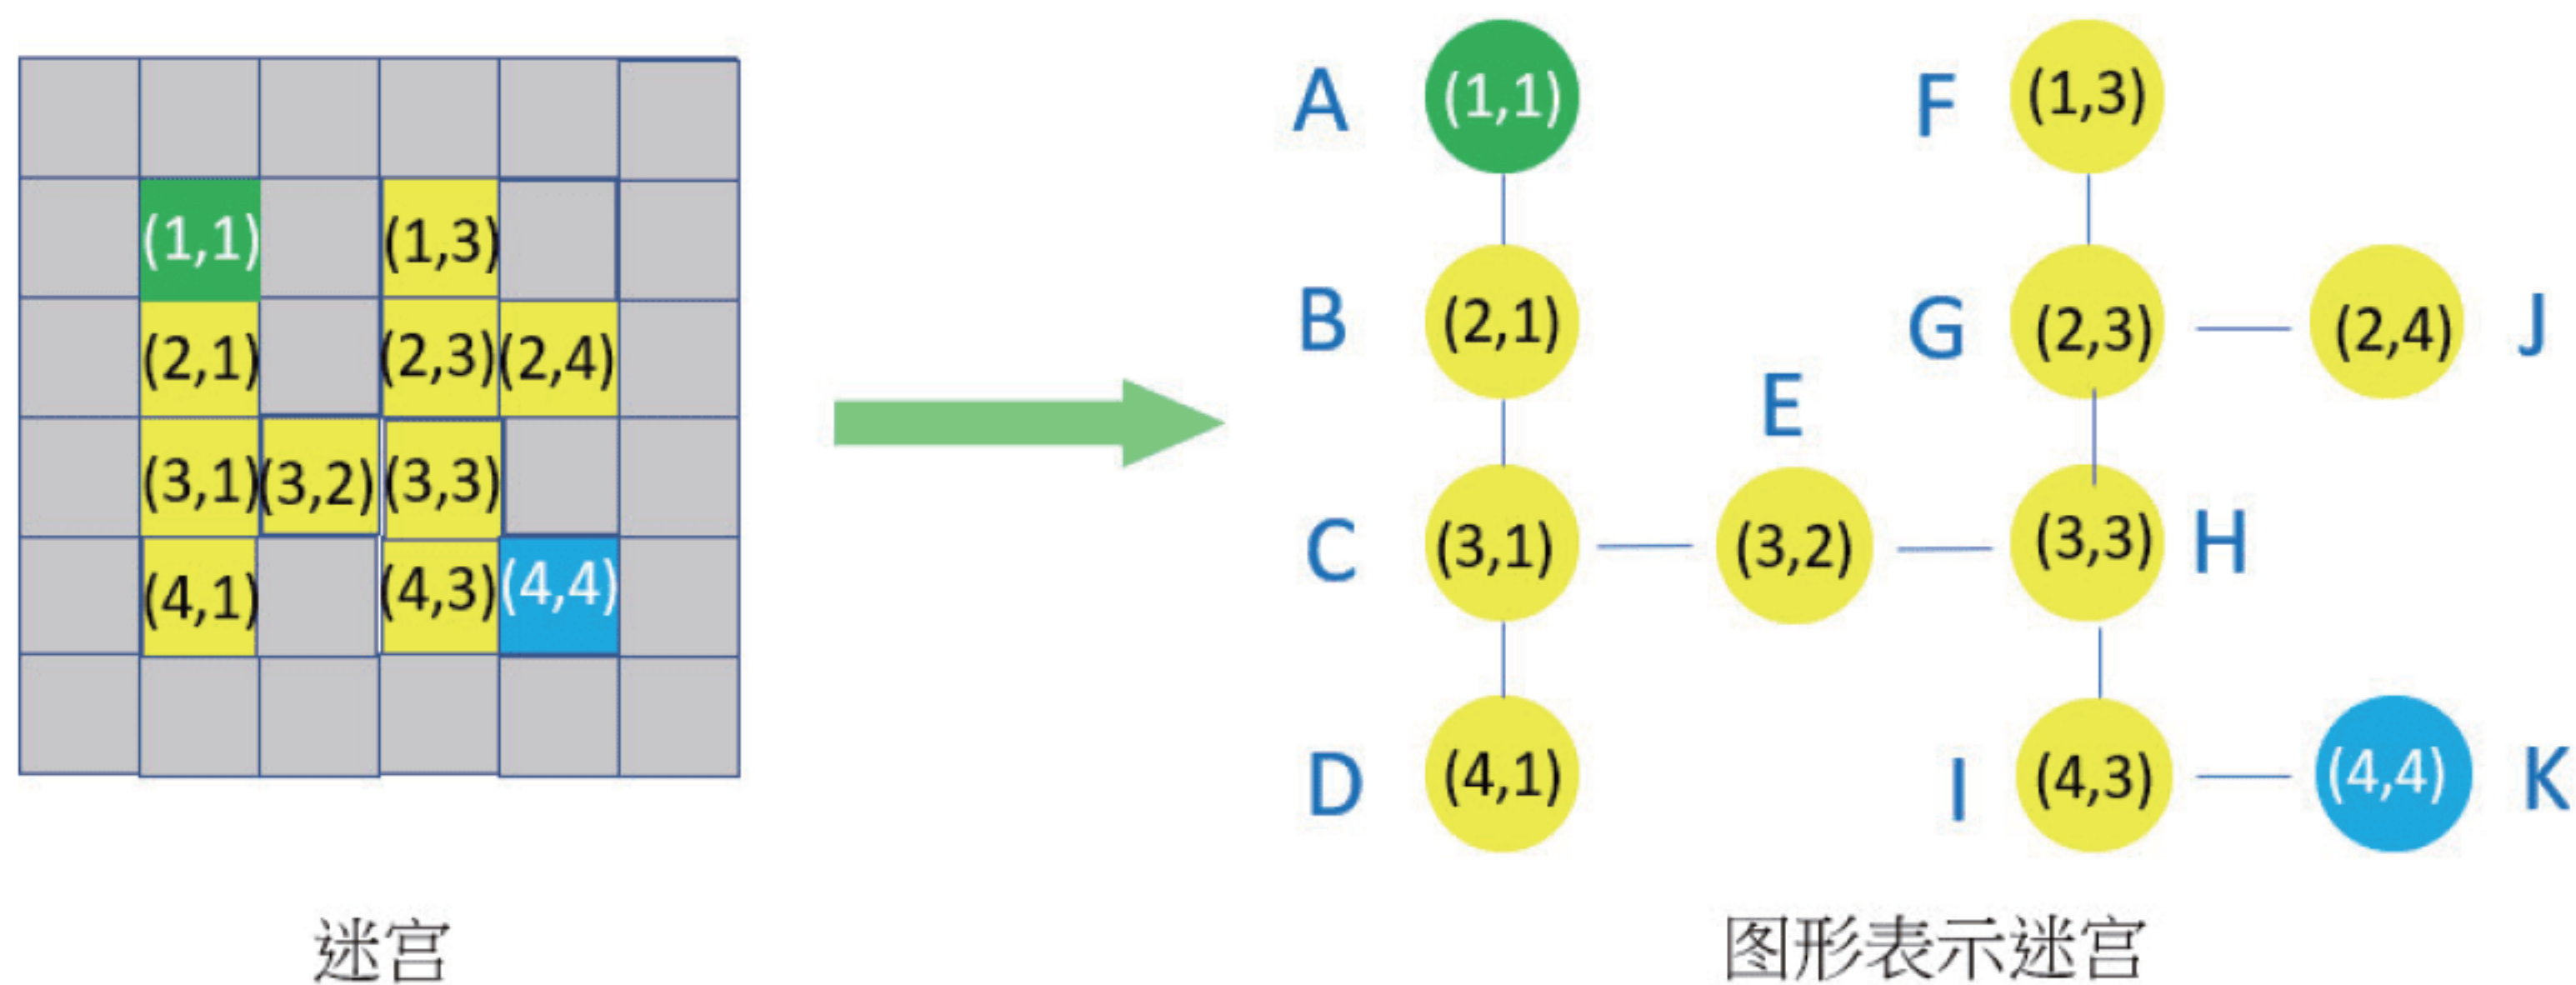 (1,1) (1,3)
(2,1) (2,3) (2,4)
(3,1) (3,2) (3,3)
(4,1) (4,3) (4,4)
迷宫
A (1,1) F (1,3)
B (2,1) G (2,3) (2,4) J
E
C (3,1) (3,2) (3,3) H
D (4,1) I (4,3) (4,4) K
图形表示迷宫